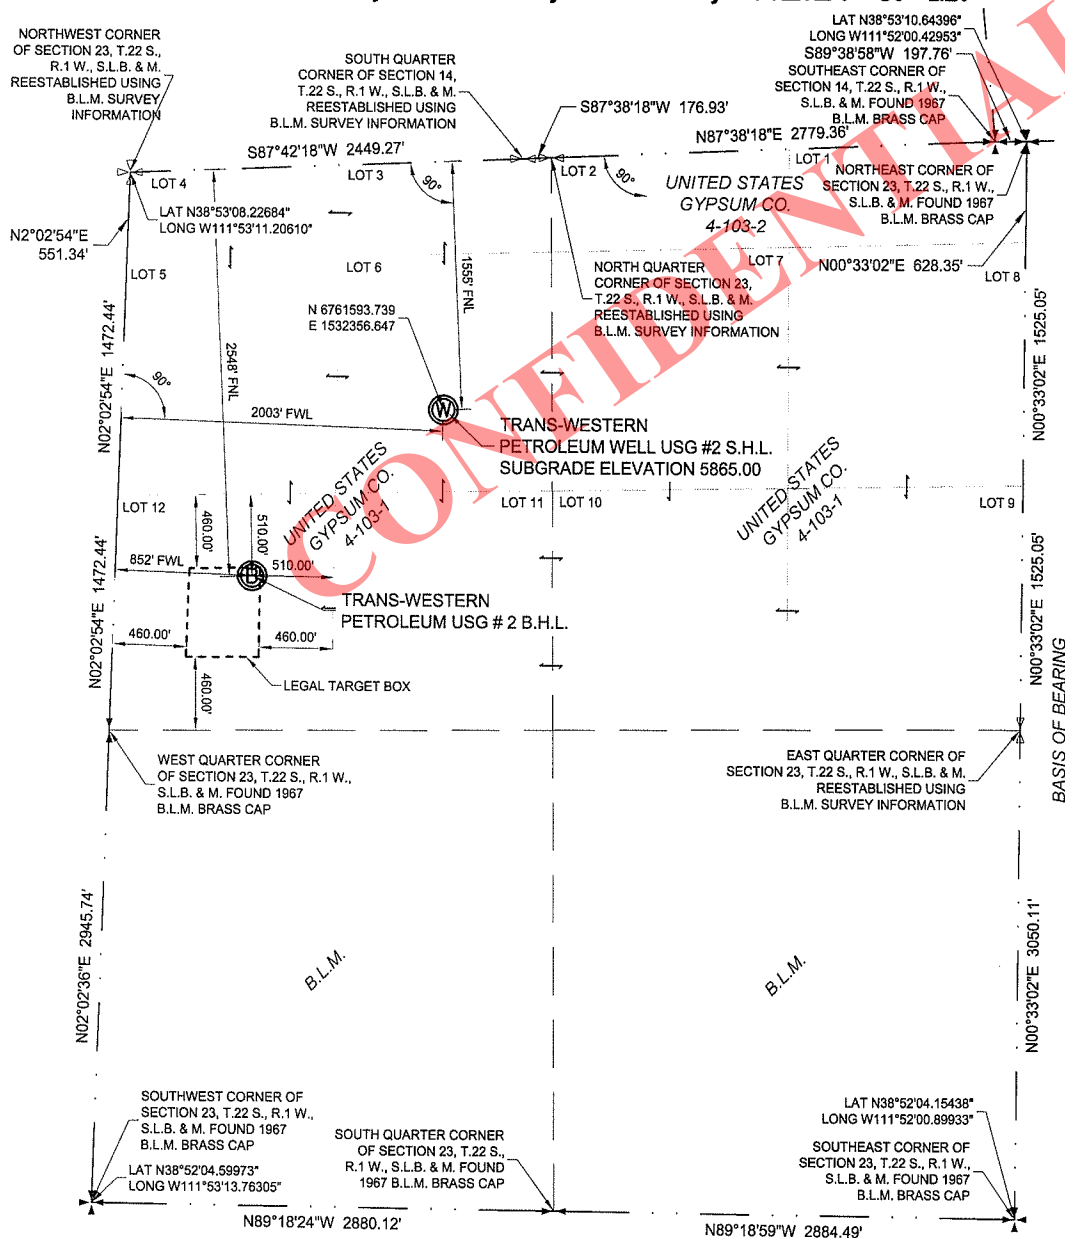 NORTHWEST CORNER
OF SECTION 23, T.22 S.,
R.1 W., S.L.B. & M.
REESTABLISHED USING
B.L.M. SURVEY
INFORMATION
SOUTH QUARTER
CORNER OF SECTION 14,
T.22 S., R.1 W., S.L.B. & M.
REESTABLISHED USING
B.L.M. SURVEY INFORMATION
LAT N38°53'10.64396"
LONG W111°52'00.42953"
S89°38'58"W 197.76'
SOUTHEAST CORNER OF
SECTION 14, T.22 S., R.1 W.,
S.L.B. & M. FOUND 1967
B.L.M. BRASS CAP
S87°38'18"W 176.93'
N87°38'18"E 2779.36'
S87°42'18"W 2449.27'
LOT 4
LOT 3
LOT 2
LOT 1
90°
90°
UNITED STATES
GYPSUM CO.
4-103-2
NORTHEAST CORNER OF
SECTION 23, T.22 S., R.1 W.,
S.L.B. & M. FOUND 1967
B.L.M. BRASS CAP
LAT N38°53'08.22684"
LONG W111°53'11.20610"
N2°02'54"E
551.34'
LOT 5
LOT 6
LOT 7
LOT 8
N00°33'02"E 628.35'
NORTH QUARTER
CORNER OF SECTION 23,
T.22 S., R.1 W., S.L.B. & M.
REESTABLISHED USING
B.L.M. SURVEY INFORMATION
N 6761593.739
E 1532356.647
1555' FNL
2548' FNL
N02°02'54"E 1472.44'
N00°33'02"E 1525.05'
90°
2003' FWL
W
TRANS-WESTERN
PETROLEUM WELL USG #2 S.H.L.
SUBGRADE ELEVATION 5865.00
UNITED STATES
GYPSUM CO.
4-103-1
UNITED STATES
GYPSUM CO.
4-103-1
LOT 12
LOT 11
LOT 10
LOT 9
460.00'
510.00'
852' FWL
510.00'
B
TRANS-WESTERN
PETROLEUM USG # 2 B.H.L.
N02°02'54"E 1472.44'
N00°33'02"E 1525.05'
460.00'
460.00'
460.00'
LEGAL TARGET BOX
BASIS OF BEARING
WEST QUARTER CORNER
OF SECTION 23, T.22 S., R.1 W.,
S.L.B. & M. FOUND 1967
B.L.M. BRASS CAP
EAST QUARTER CORNER OF
SECTION 23, T.22 S., R.1 W., S.L.B. & M.
REESTABLISHED USING
B.L.M. SURVEY INFORMATION
N02°02'36"E 2945.74'
N00°33'02"E 3050.11'
B.L.M.
B.L.M.
SOUTHWEST CORNER OF
SECTION 23, T.22 S., R.1 W.,
S.L.B. & M. FOUND 1967
B.L.M. BRASS CAP
LAT N38°52'04.59973"
LONG W111°53'13.76305"
SOUTH QUARTER CORNER
OF SECTION 23, T.22 S.,
R.1 W., S.L.B. & M. FOUND
1967 B.L.M. BRASS CAP
LAT N38°52'04.15438"
LONG W111°52'00.89933"
SOUTHEAST CORNER OF
SECTION 23, T.22 S., R.1 W.,
S.L.B. & M. FOUND 1967
B.L.M. BRASS CAP
N89°18'24"W 2880.12'
N89°18'59"W 2884.49'
CONFIDENTIAL